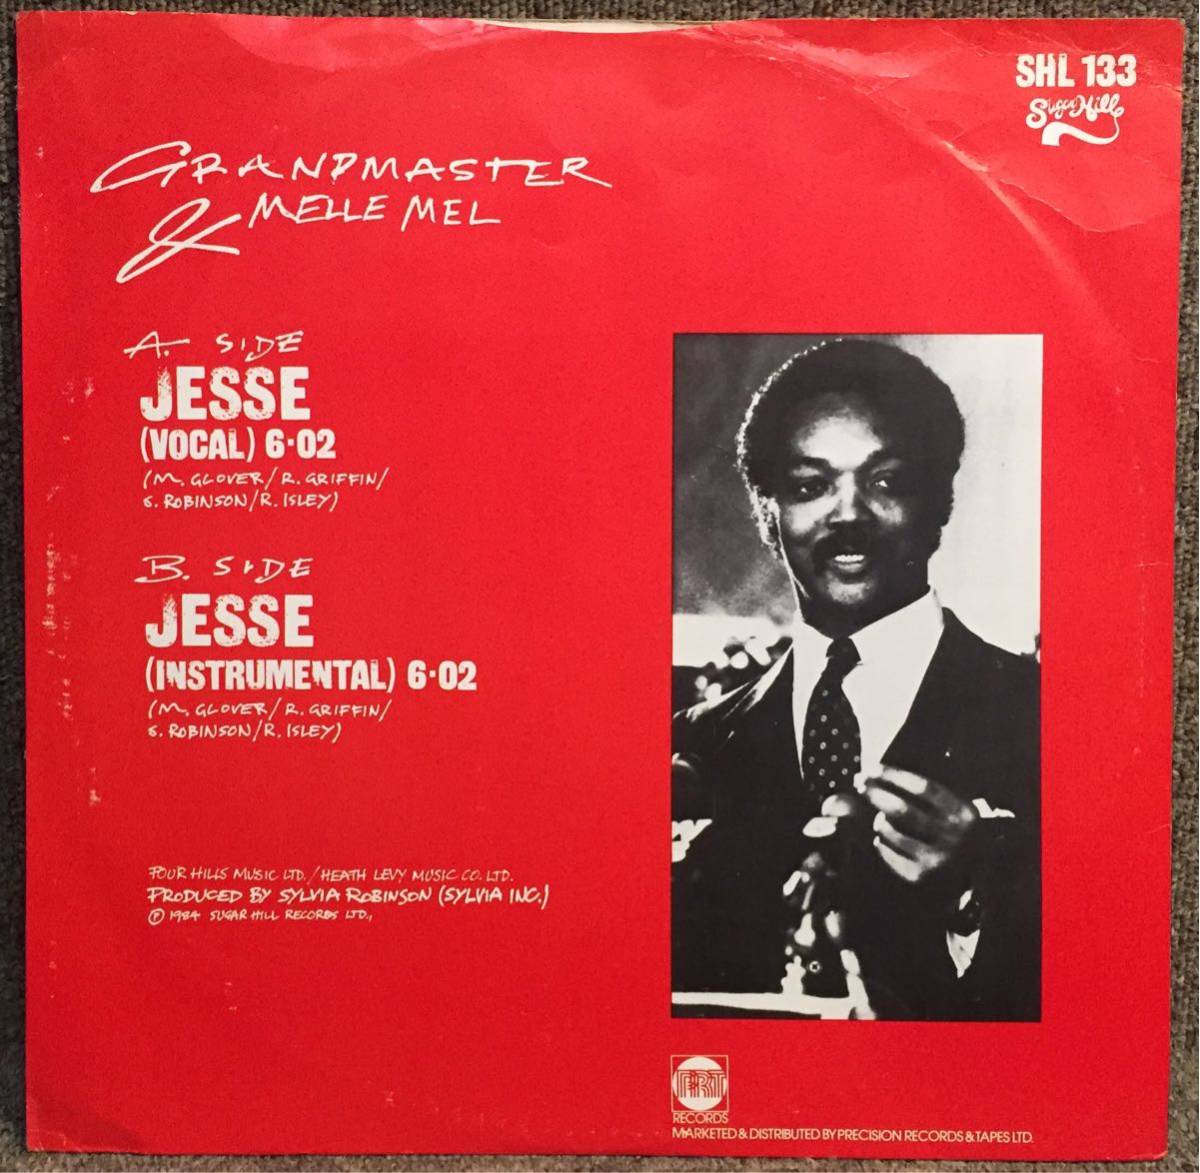 SHL 133
Sugar Hill
GRANDMASTER
& MELLE MEL
A. SIDE
JESSE
(VOCAL) 6·02
(M. GLOVER/R. GRIFFIN/
S. ROBINSON/R. ISLEY)
B. SIDE
JESSE
(INSTRUMENTAL) 6·02
(M. GLOVER/R. GRIFFIN/
S. ROBINSON/R. ISLEY)
FOUR HILLS MUSIC LTD./HEATH LEVY MUSIC CO. LTD.
PRODUCED BY SYLVIA ROBINSON (SYLVIA INC.)
℗ 1984 SUGAR HILL RECORDS LTD.,
PRT
RECORDS
MARKETED & DISTRIBUTED BY PRECISION RECORDS & TAPES LTD.